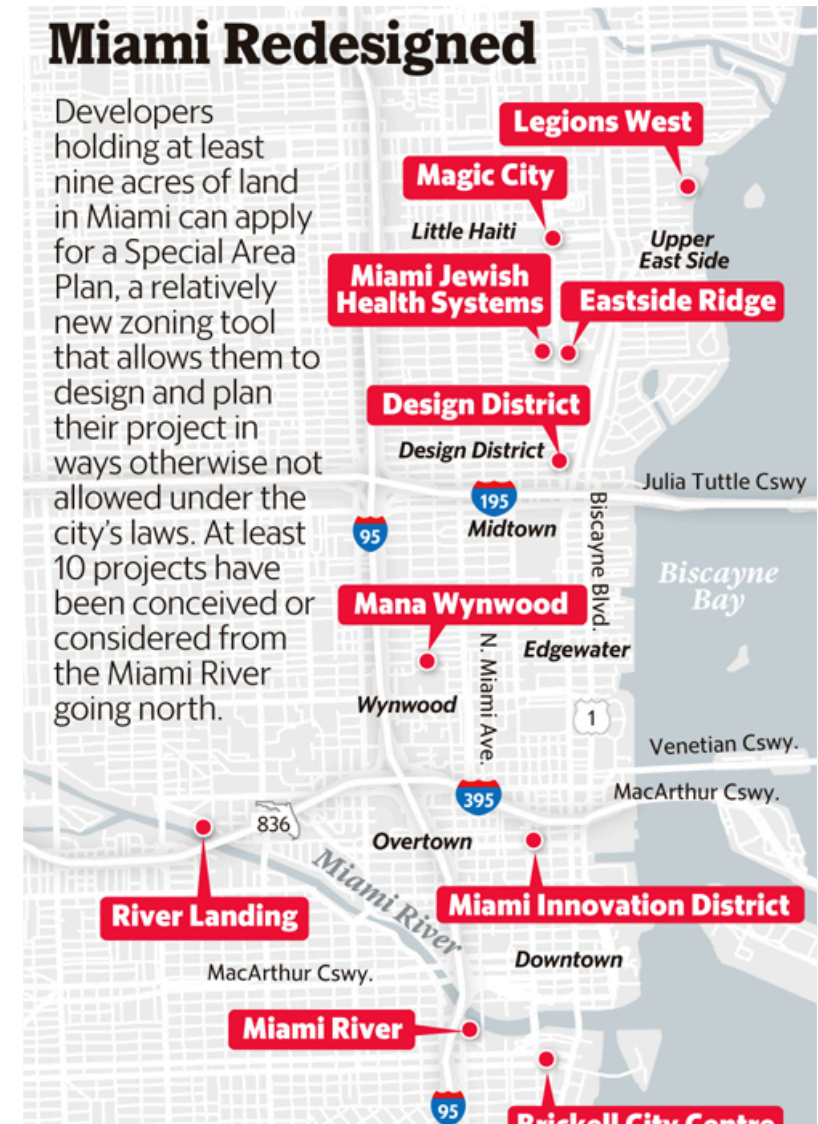 Miami Redesigned
Developers
holding at least
nine acres of land
in Miami can apply
for a Special Area
Plan, a relatively
new zoning tool
that allows them to
design and plan
their project in
ways otherwise not
allowed under the
city's laws. At least
10 projects have
been conceived or
considered from
the Miami River
going north.
Legions West
Magic City
Little Haiti
Upper
East Side
Miami Jewish
Health Systems
Eastside Ridge
Design District
Design District
Julia Tuttle Cswy
195
95
Midtown
Biscayne Blvd.
Biscayne
Bay
Mana Wynwood
N. Miami Ave.
Edgewater
Wynwood
1
Venetian Cswy.
395
MacArthur Cswy.
836
Overtown
Miami River
River Landing
Miami Innovation District
Downtown
MacArthur Cswy.
Miami River
95
Brickell City Centre